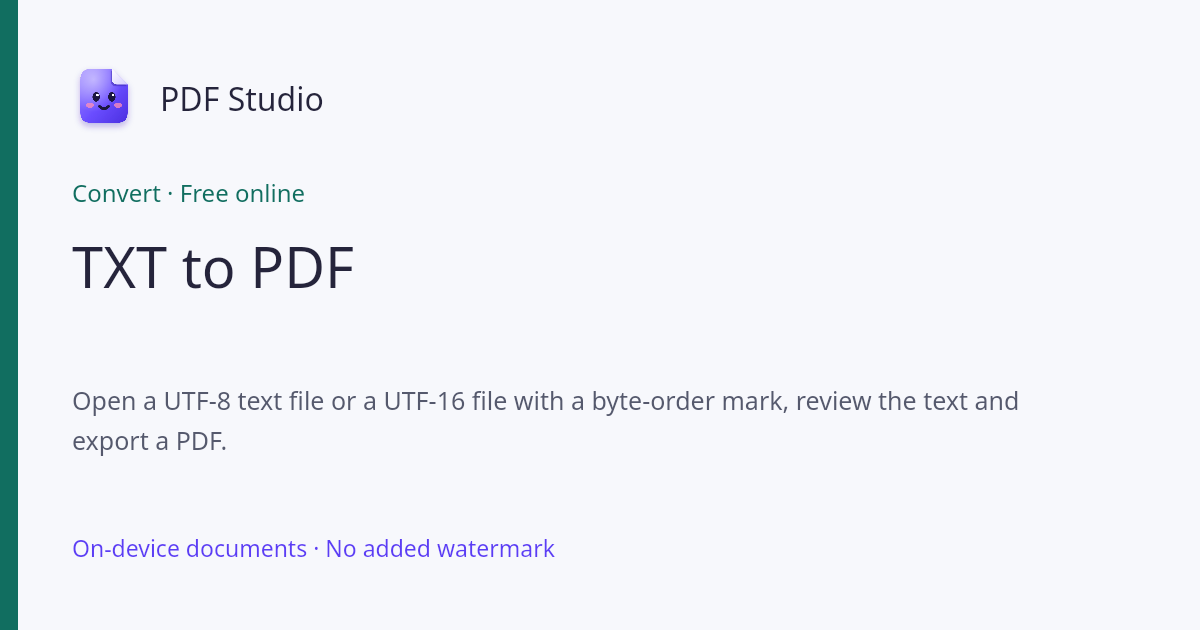 PDF Studio
Convert · Free online
TXT to PDF
Open a UTF-8 text file or a UTF-16 file with a byte-order mark, review the text and
export a PDF.
On-device documents · No added watermark